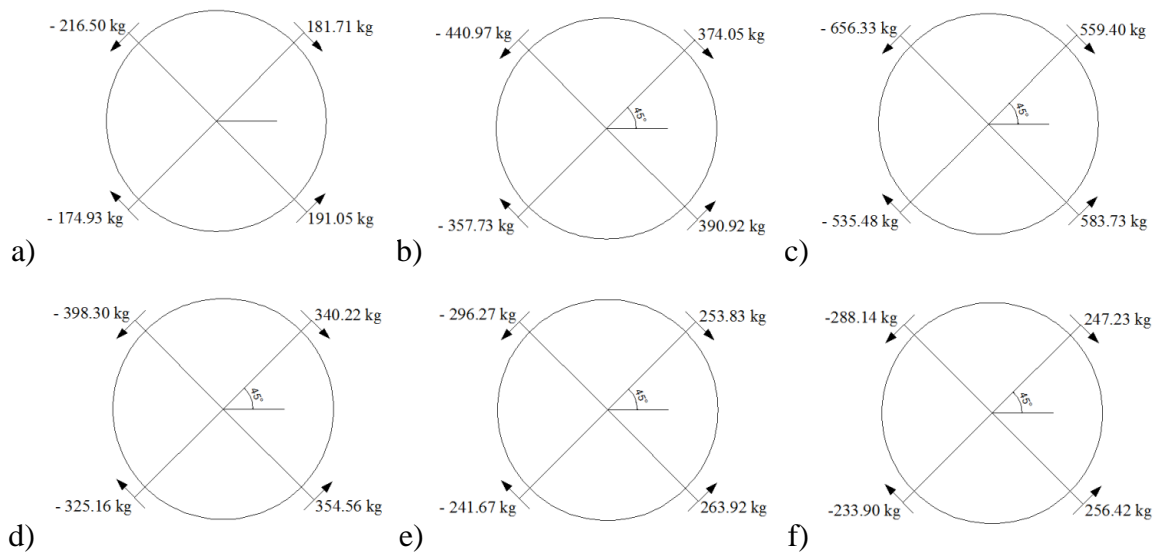 - 216.50 kg
181.71 kg
- 174.93 kg
191.05 kg
a)
- 440.97 kg
374.05 kg
45°
- 357.73 kg
390.92 kg
b)
- 656.33 kg
559.40 kg
45°
- 535.48 kg
583.73 kg
c)
- 398.30 kg
340.22 kg
45°
- 325.16 kg
354.56 kg
d)
- 296.27 kg
253.83 kg
45°
- 241.67 kg
263.92 kg
e)
-288.14 kg
247.23 kg
45°
-233.90 kg
256.42 kg
f)